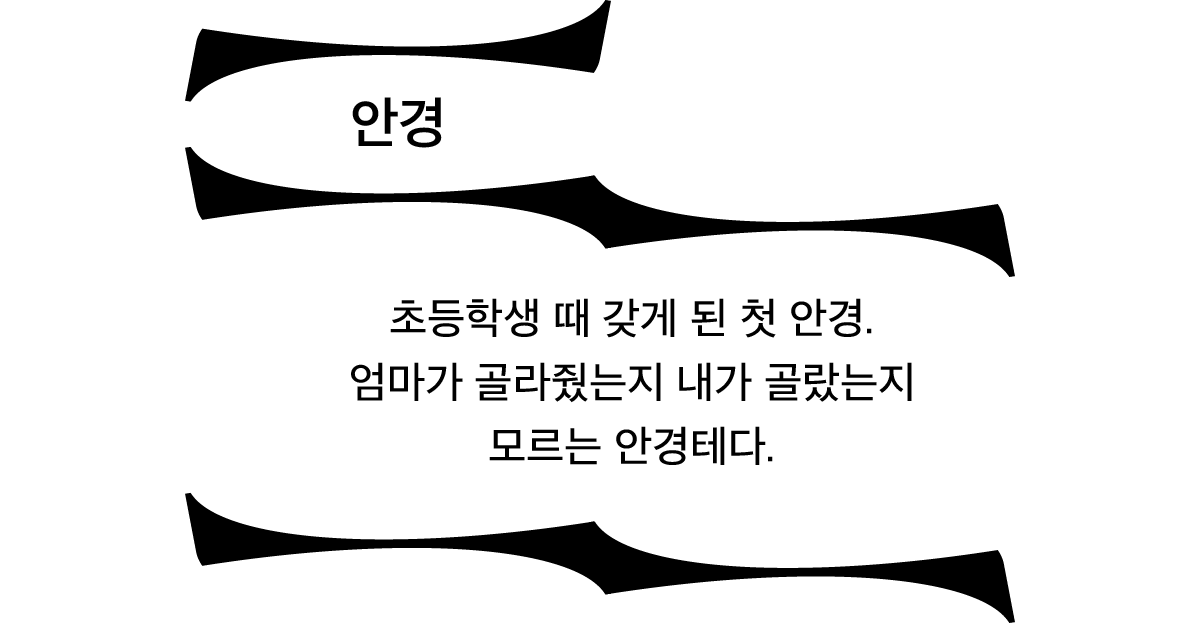 안경
초등학생 때 갖게 된 첫 안경.
엄마가 골라줬는지 내가 골랐는지
모르는 안경테다.